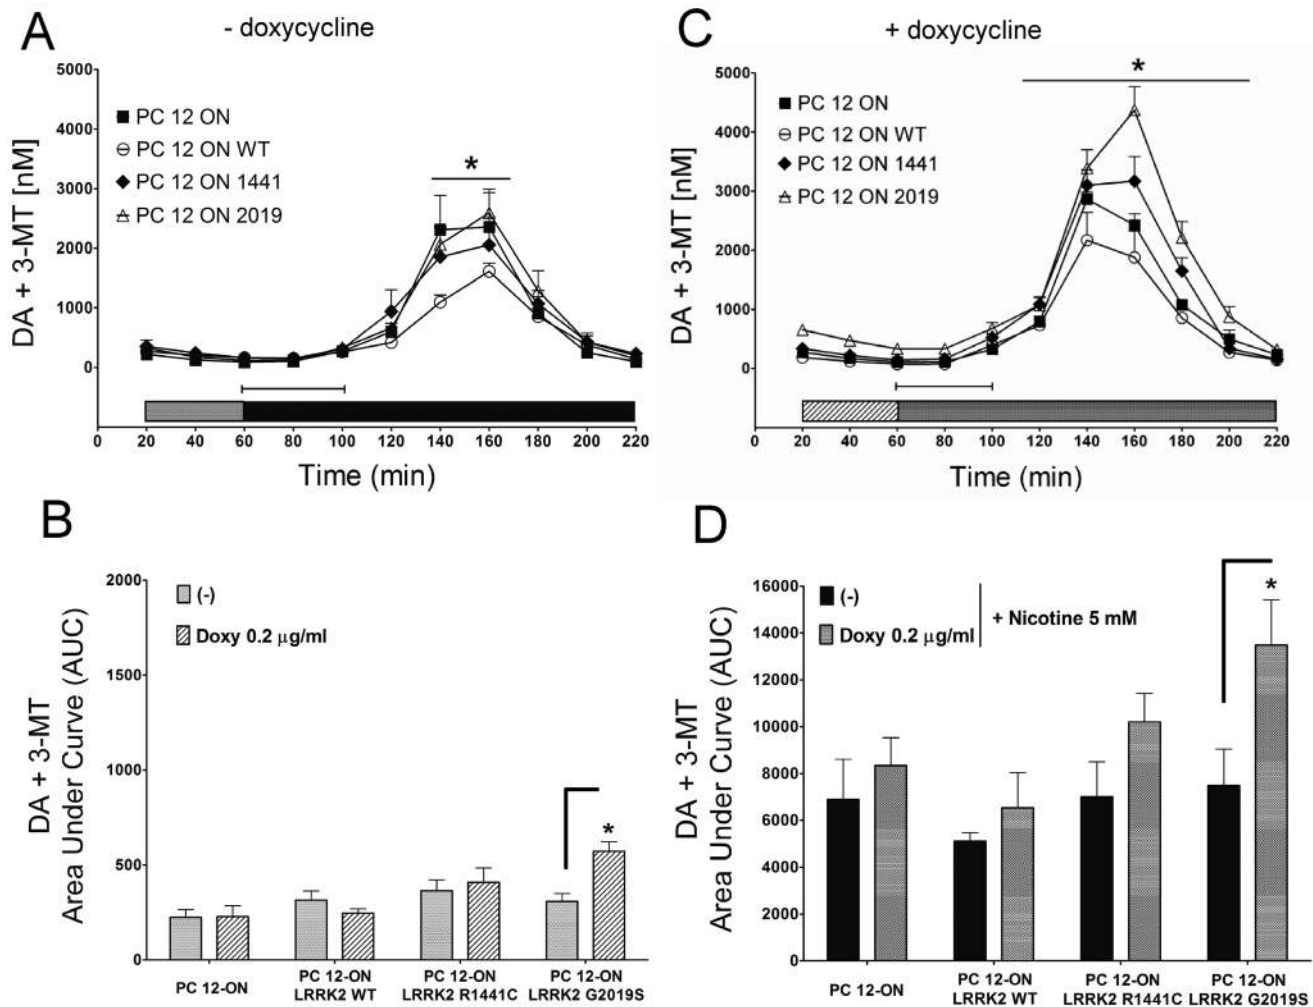 A
- doxycycline
5000
4000
3000
2000
1000
0
DA + 3-MT [nM]
PC 12 ON
PC 12 ON WT
PC 12 ON 1441
PC 12 ON 2019
*
0 20 40 60 80 100 120 140 160 180 200 220
Time (min)
C
+ doxycycline
5000
4000
3000
2000
1000
0
DA + 3-MT [nM]
PC 12 ON
PC 12 ON WT
PC 12 ON 1441
PC 12 ON 2019
*
0 20 40 60 80 100 120 140 160 180 200 220
Time (min)
B
2000
1500
1000
500
0
DA + 3-MT
Area Under Curve (AUC)
(-)
Doxy 0.2 µg/ml
*
PC 12-ON
PC 12-ON
LRRK2 WT
PC 12-ON
LRRK2 R1441C
PC 12-ON
LRRK2 G2019S
D
16000
14000
12000
10000
8000
6000
4000
2000
0
DA + 3-MT
Area Under Curve (AUC)
(-)
Doxy 0.2 µg/ml
+ Nicotine 5 mM
*
PC 12-ON
PC 12-ON
LRRK2 WT
PC 12-ON
LRRK2 R1441C
PC 12-ON
LRRK2 G2019S